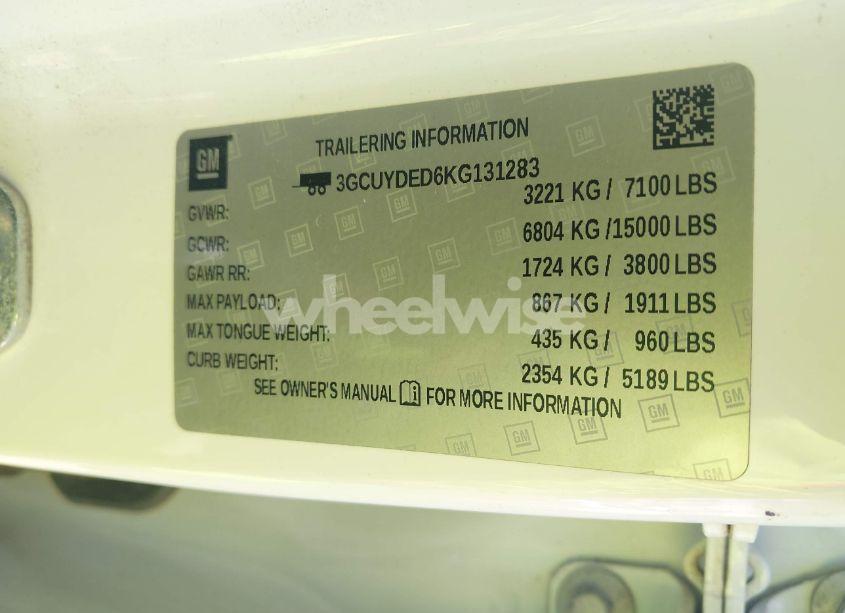 GM
TRAILERING INFORMATION
3GCUYDED6KG131283
GVWR: 3221 KG / 7100 LBS
GCWR: 6804 KG /15000 LBS
GAWR RR: 1724 KG / 3800 LBS
MAX PAYLOAD: 867 KG / 1911 LBS
MAX TONGUE WEIGHT: 435 KG / 960 LBS
CURB WEIGHT: 2354 KG / 5189 LBS
SEE OWNER'S MANUAL FOR MORE INFORMATION
wheelwise